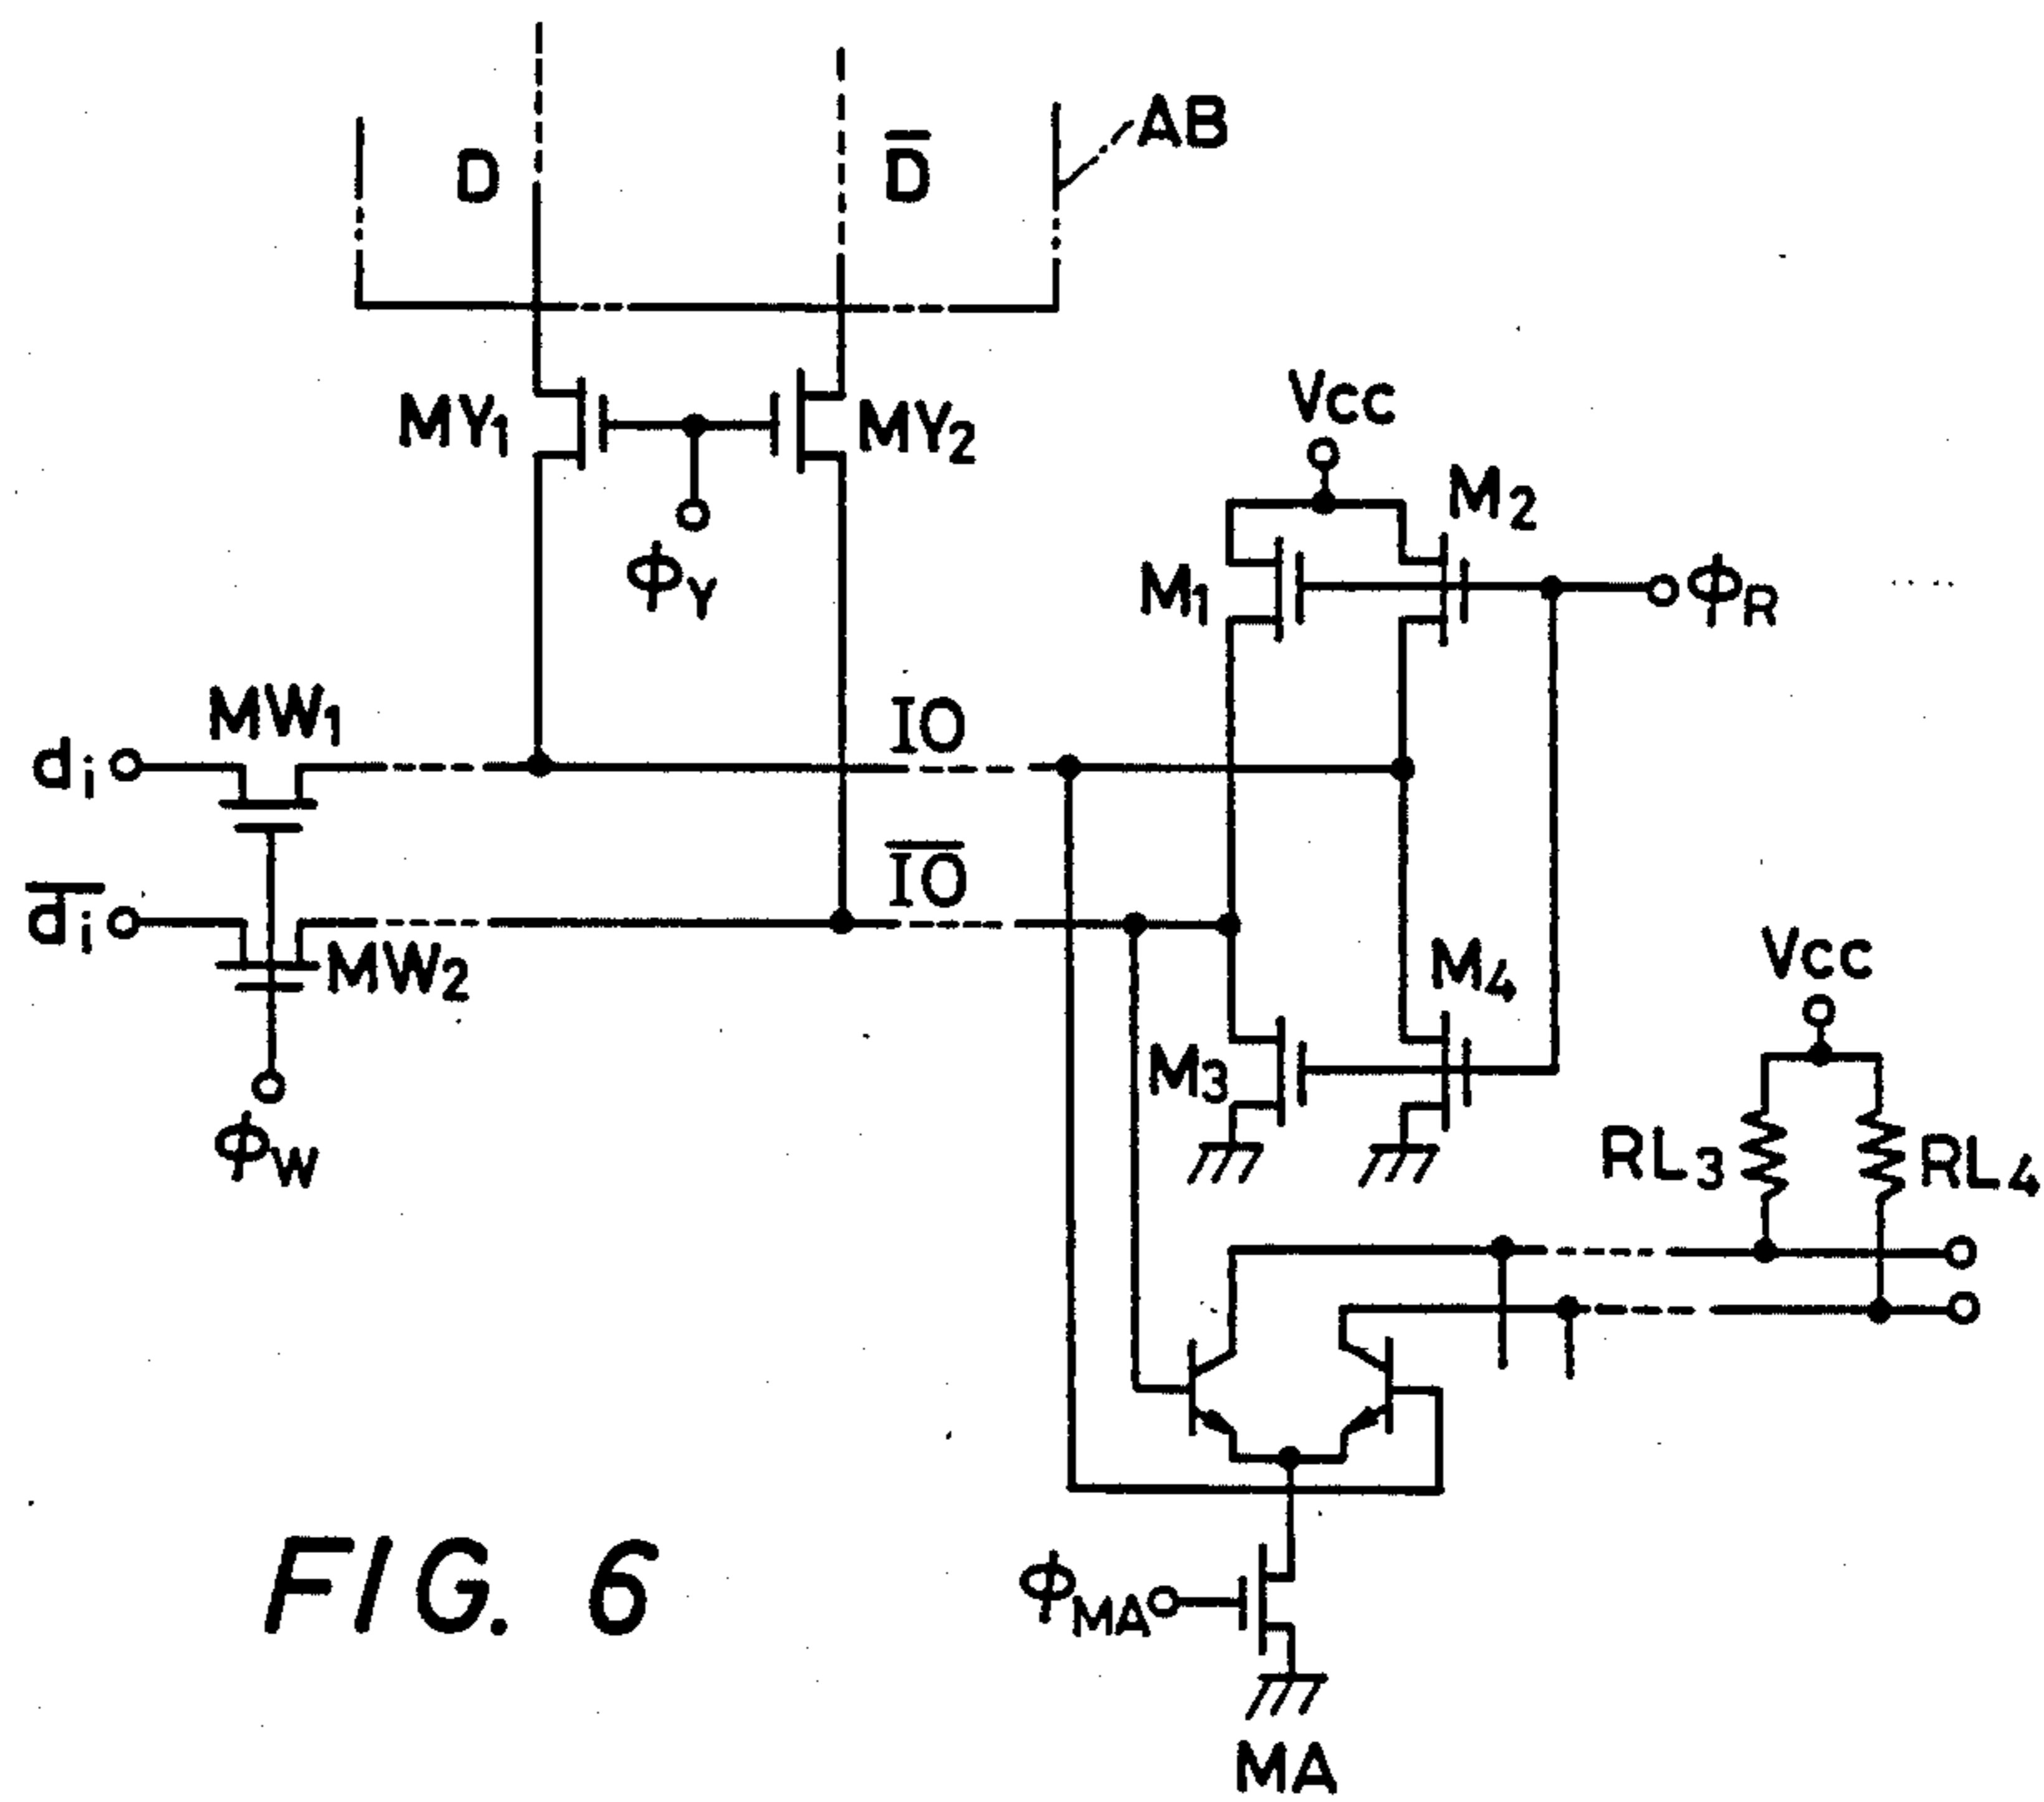 D
D̅
AB
MY₁
MY₂
ϕY
VCC
M₁
M₂
ϕR
MW₁
di
IO
I̅O̅
d̅i̅
MW₂
ϕW
M₃
M₄
VCC
RL₃
RL₄
ϕMA
MA
FIG. 6